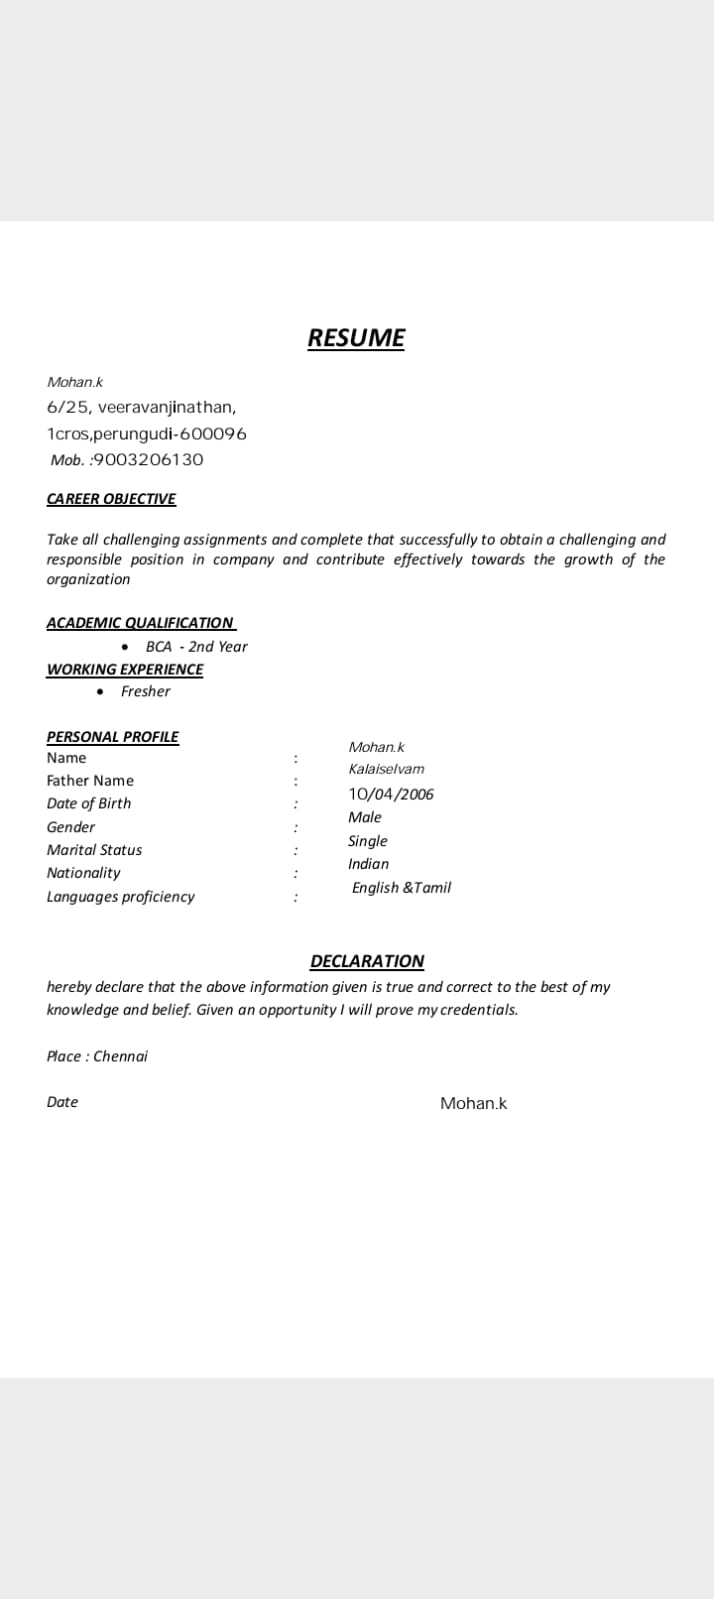 RESUME
Mohan.k
6/25, veeravanjinathan,
1cros,perungudi-600096
Mob. :9003206130
CAREER OBJECTIVE
Take all challenging assignments and complete that successfully to obtain a challenging and
responsible position in company and contribute effectively towards the growth of the
organization
ACADEMIC QUALIFICATION
• BCA - 2nd Year
WORKING EXPERIENCE
• Fresher
PERSONAL PROFILE
Name : Mohan.k
Father Name : Kalaiselvam
Date of Birth : 10/04/2006
Gender : Male
Marital Status : Single
Nationality : Indian
Languages proficiency : English &Tamil
DECLARATION
hereby declare that the above information given is true and correct to the best of my
knowledge and belief. Given an opportunity I will prove my credentials.
Place : Chennai
Date Mohan.k